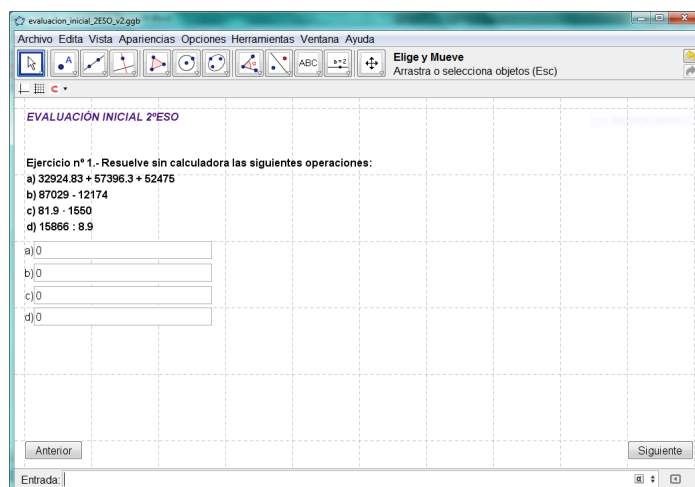 evaluacion_inicial_2ESO_v2.ggb
Archivo Edita Vista Apariencias Opciones Herramientas Ventana Ayuda
A
ABC
a=2
Elige y Mueve
Arrastra o selecciona objetos (Esc)
EVALUACIÓN INICIAL 2ºESO
Ejercicio nº 1.- Resuelve sin calculadora las siguientes operaciones:
a) 32924.83 + 57396.3 + 52475
b) 87029 - 12174
c) 81.9 · 1550
d) 15866 : 8.9
a) 0
b) 0
c) 0
d) 0
Anterior
Siguiente
Entrada:
α